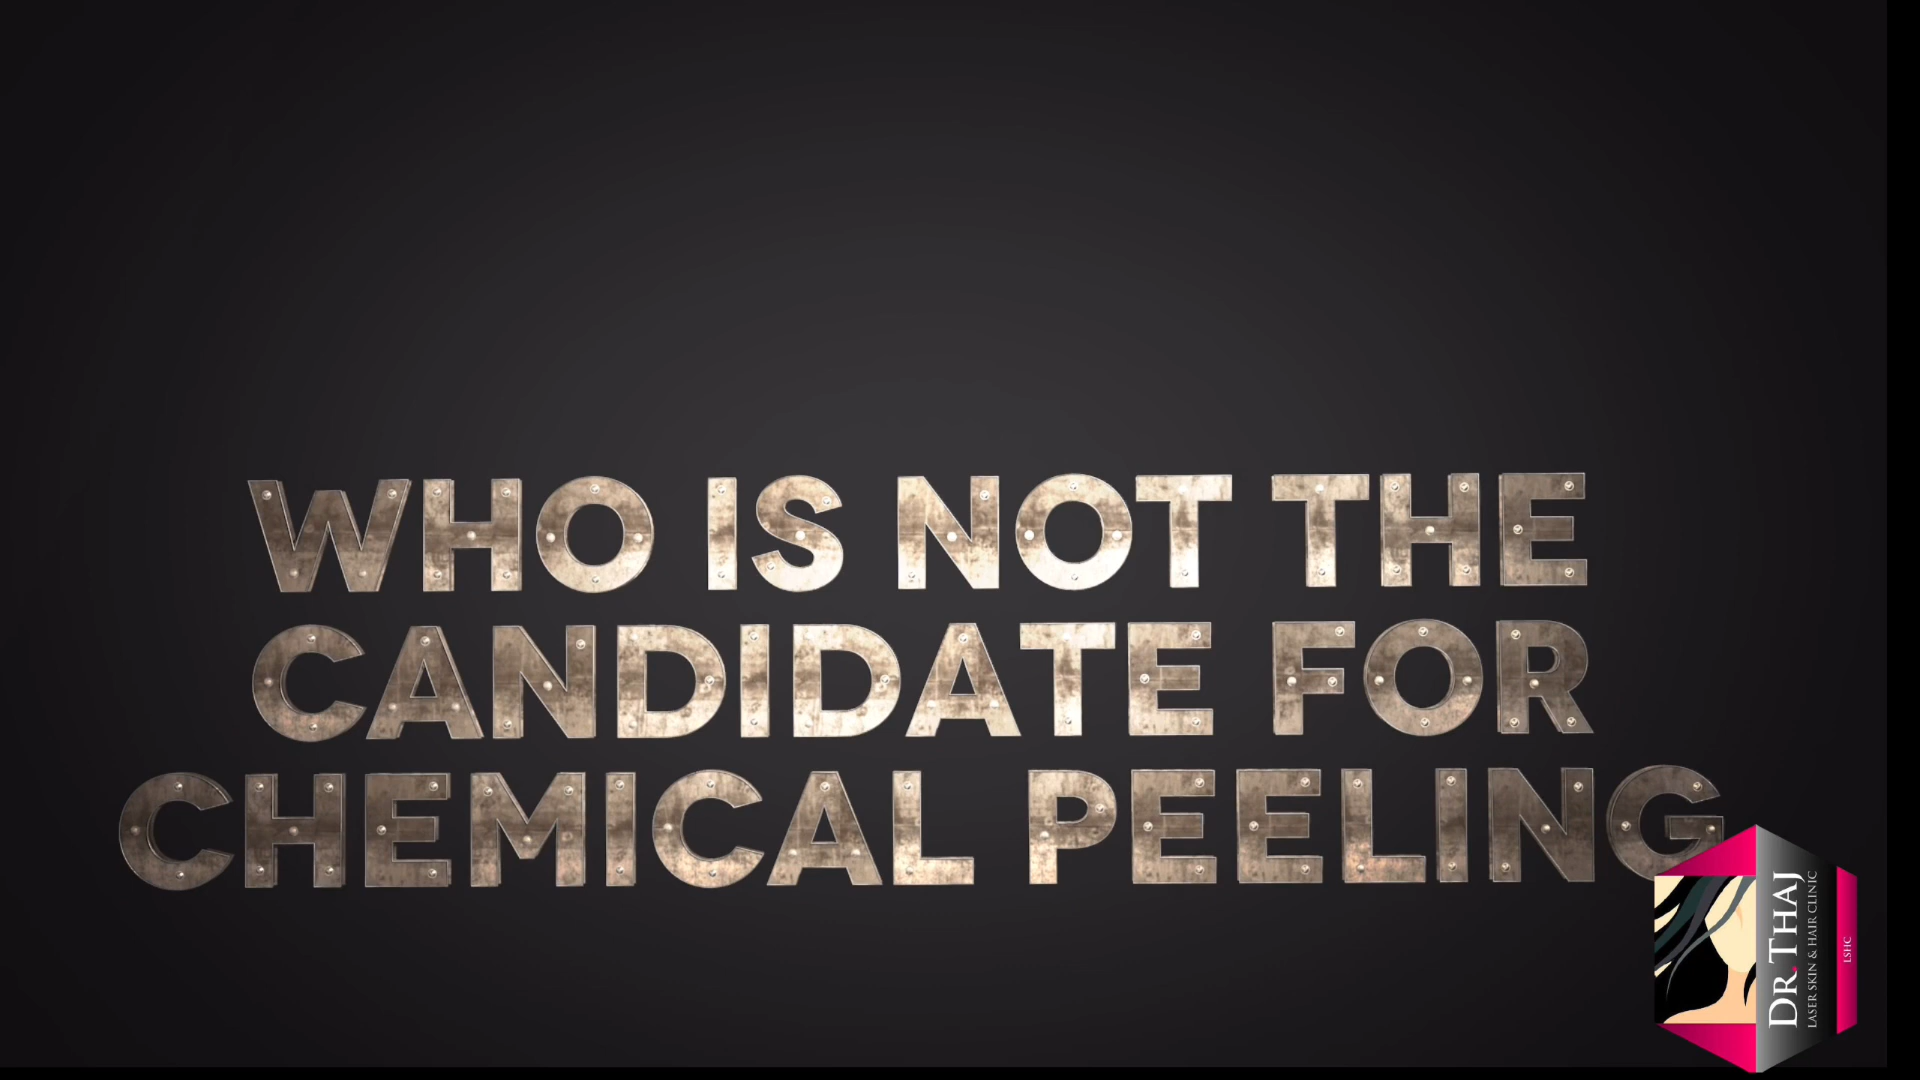 WHO IS NOT THE
CANDIDATE FOR
CHEMICAL PEELING
DR.THAJ
LASER SKIN & HAIR CLINIC
LSHC